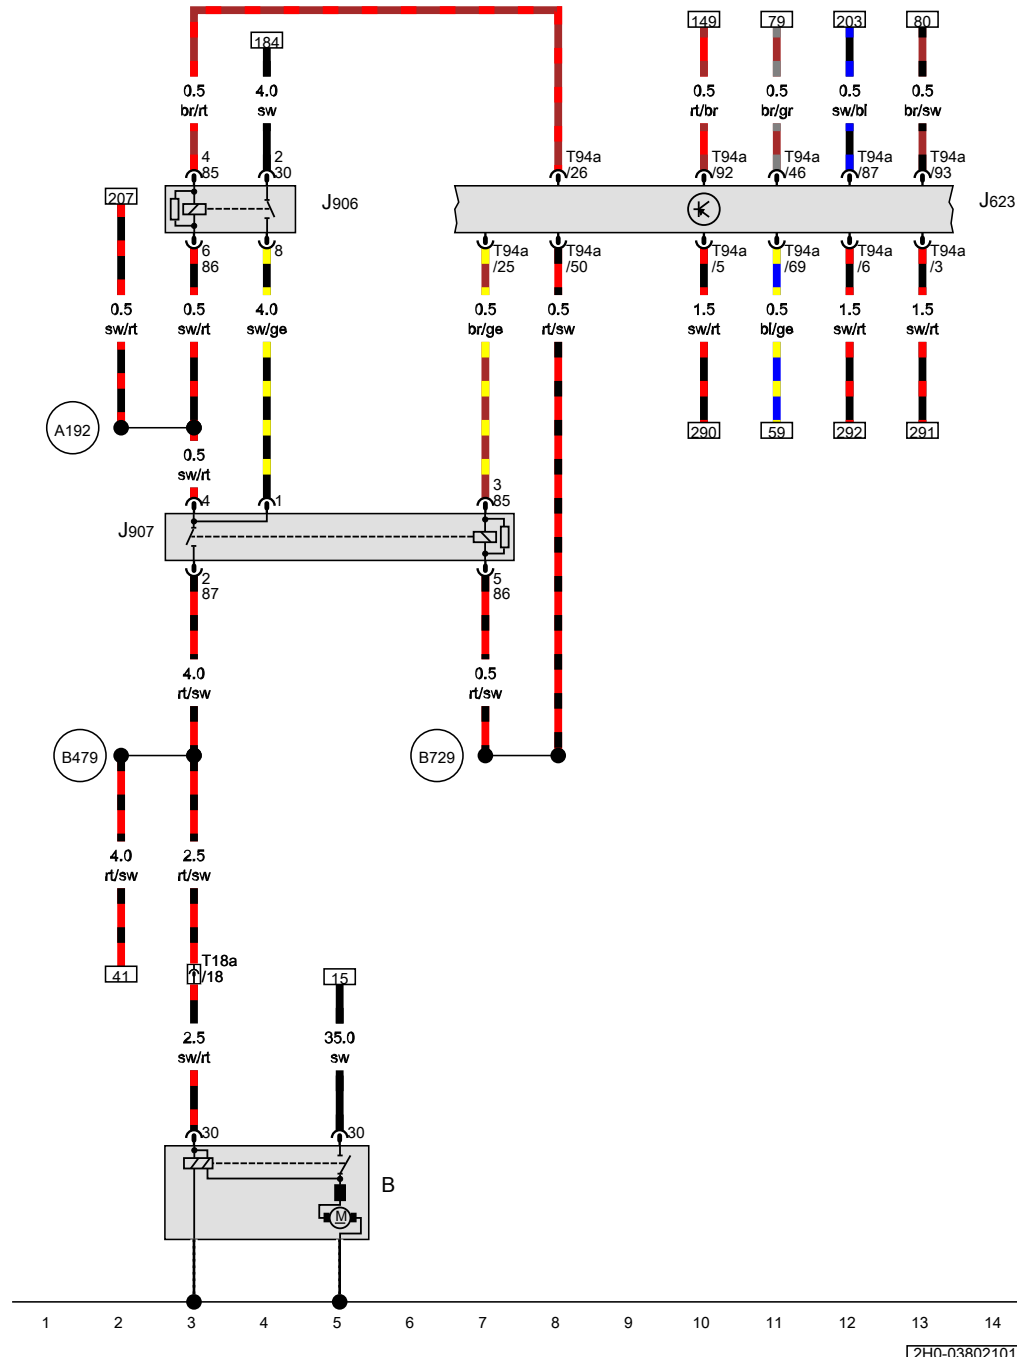 184
149
79
203
80
0.5
br/rt
4.0
sw
0.5
rt/br
0.5
br/gr
0.5
sw/bl
0.5
br/sw
4
85
2
30
T94a
/26
T94a
/92
T94a
/46
T94a
/87
T94a
/93
207
J906
J623
6
86
8
T94a
/25
T94a
/50
T94a
/5
T94a
/69
T94a
/6
T94a
/3
0.5
sw/rt
0.5
sw/rt
4.0
sw/ge
0.5
br/ge
0.5
rt/sw
1.5
sw/rt
0.5
bl/ge
1.5
sw/rt
1.5
sw/rt
A192
290
59
292
291
0.5
sw/rt
4
1
3
85
J907
2
87
5
86
4.0
rt/sw
0.5
rt/sw
B479
B729
4.0
rt/sw
2.5
rt/sw
41
T18a
/18
15
2.5
sw/rt
35.0
sw
30
30
B
M
1 2 3 4 5 6 7 8 9 10 11 12 13 14
2H0-03802101